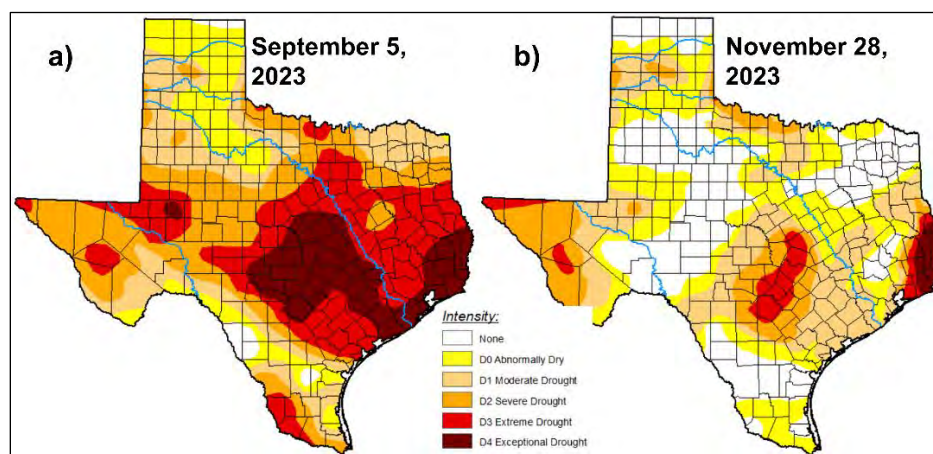 a)
September 5,
2023
b)
November 28,
2023
Intensity:
None
D0 Abnormally Dry
D1 Moderate Drought
D2 Severe Drought
D3 Extreme Drought
D4 Exceptional Drought